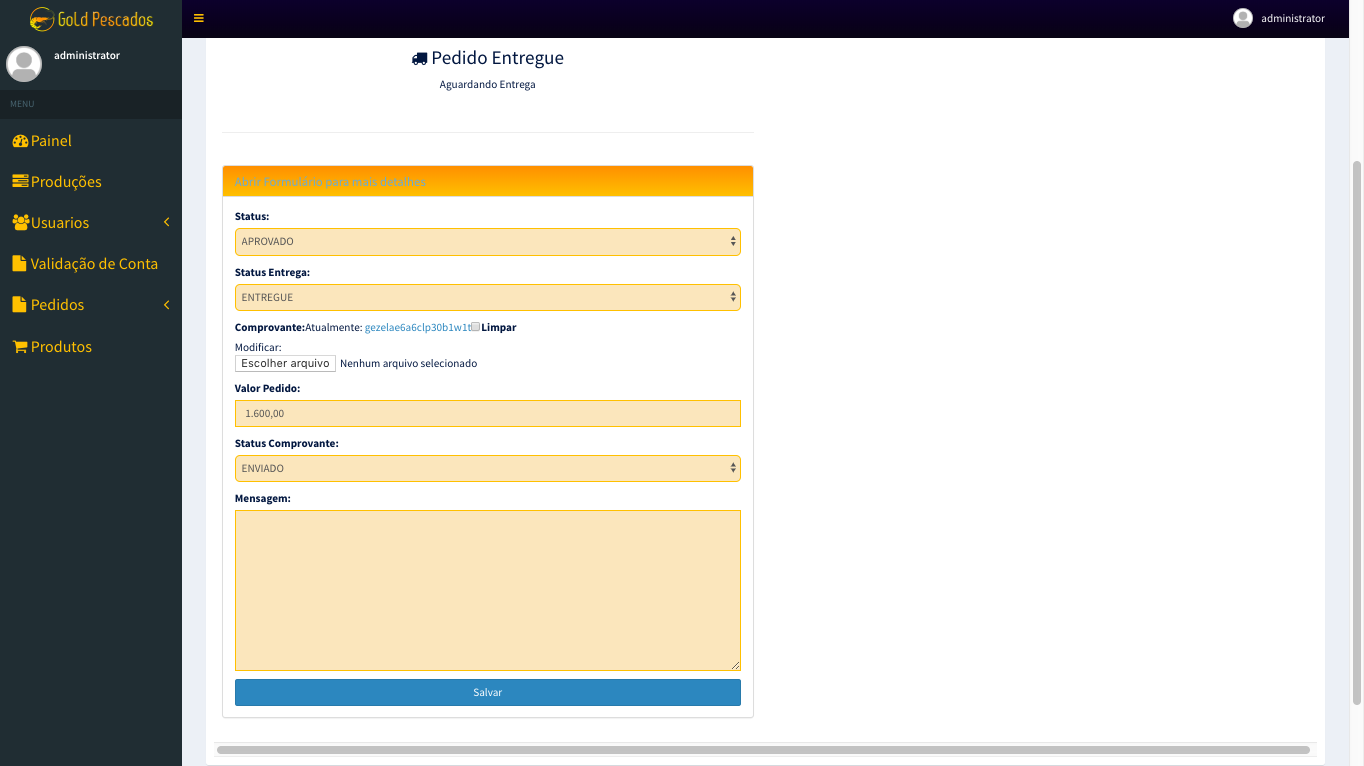 Gold Pescados
administrator
administrator
MENU
Painel
Produções
Usuarios
Validação de Conta
Pedidos
Produtos
Pedido Entregue
Aguardando Entrega
Abrir Formulário para mais detalhes
Status:
APROVADO
Status Entrega:
ENTREGUE
Comprovante:Atualmente: gezelae6a6clp30b1w1t Limpar
Modificar:
Escolher arquivo Nenhum arquivo selecionado
Valor Pedido:
1.600,00
Status Comprovante:
ENVIADO
Mensagem:
Salvar